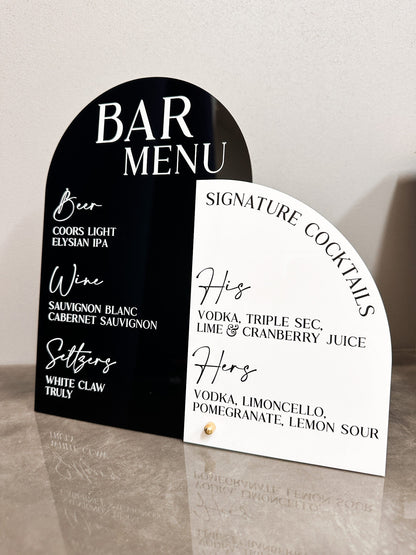 BAR
MENU
Beer
COORS LIGHT
ELYSIAN IPA
Wine
SAUVIGNON BLANC
CABERNET SAUVIGNON
Seltzers
WHITE CLAW
TRULY
SIGNATURE COCKTAILS
His
VODKA, TRIPLE SEC,
LIME & CRANBERRY JUICE
Hers
VODKA, LIMONCELLO,
POMEGRANATE, LEMON SOUR